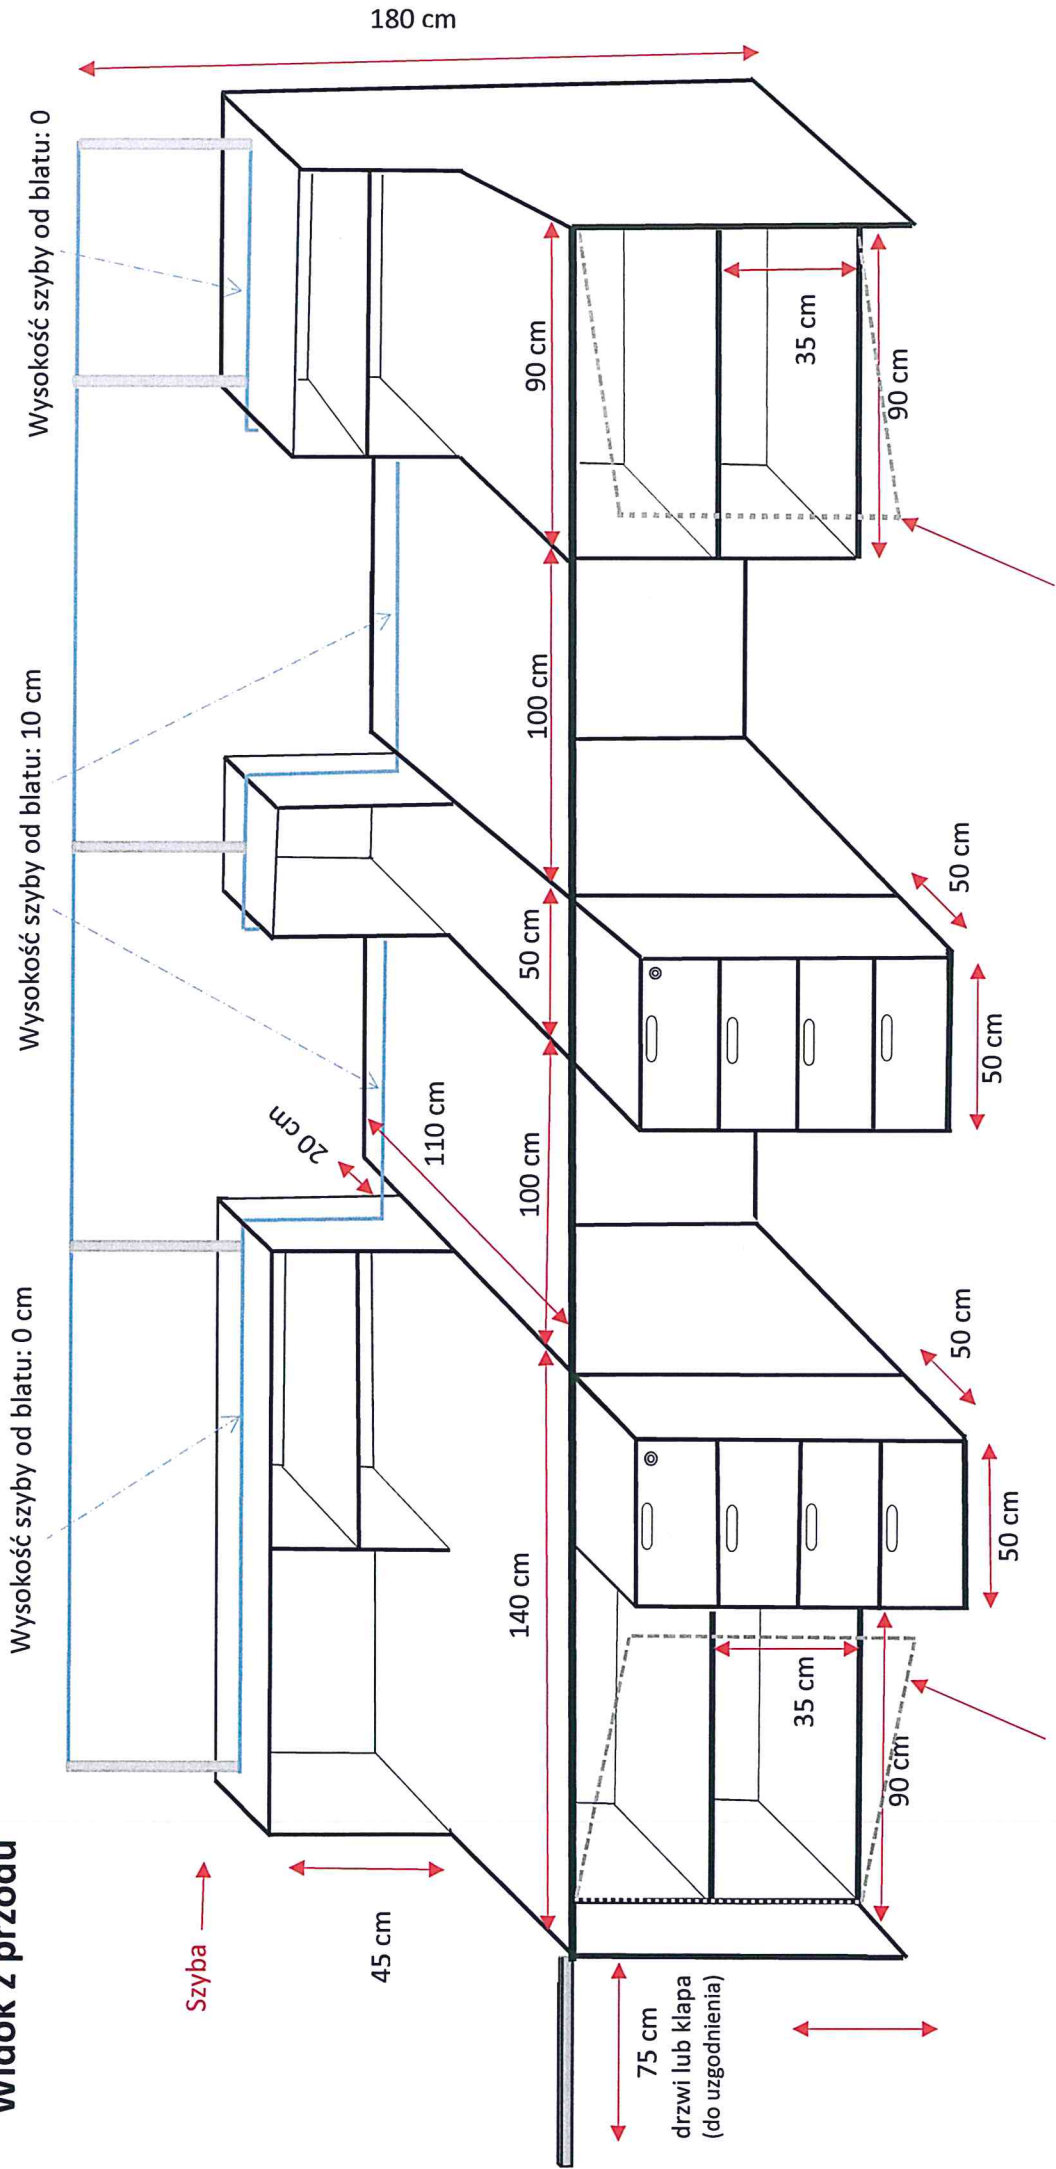 Widok z przodu
Wysokość szyby od blatu: 0 cm
Wysokość szyby od blatu: 10 cm
Wysokość szyby od blatu: 0
Szyba
180 cm
45 cm
20 cm
110 cm
140 cm
100 cm
50 cm
100 cm
90 cm
75 cm
drzwi lub klapa
(do uzgodnienia)
35 cm
90 cm
50 cm
50 cm
50 cm
50 cm
35 cm
90 cm